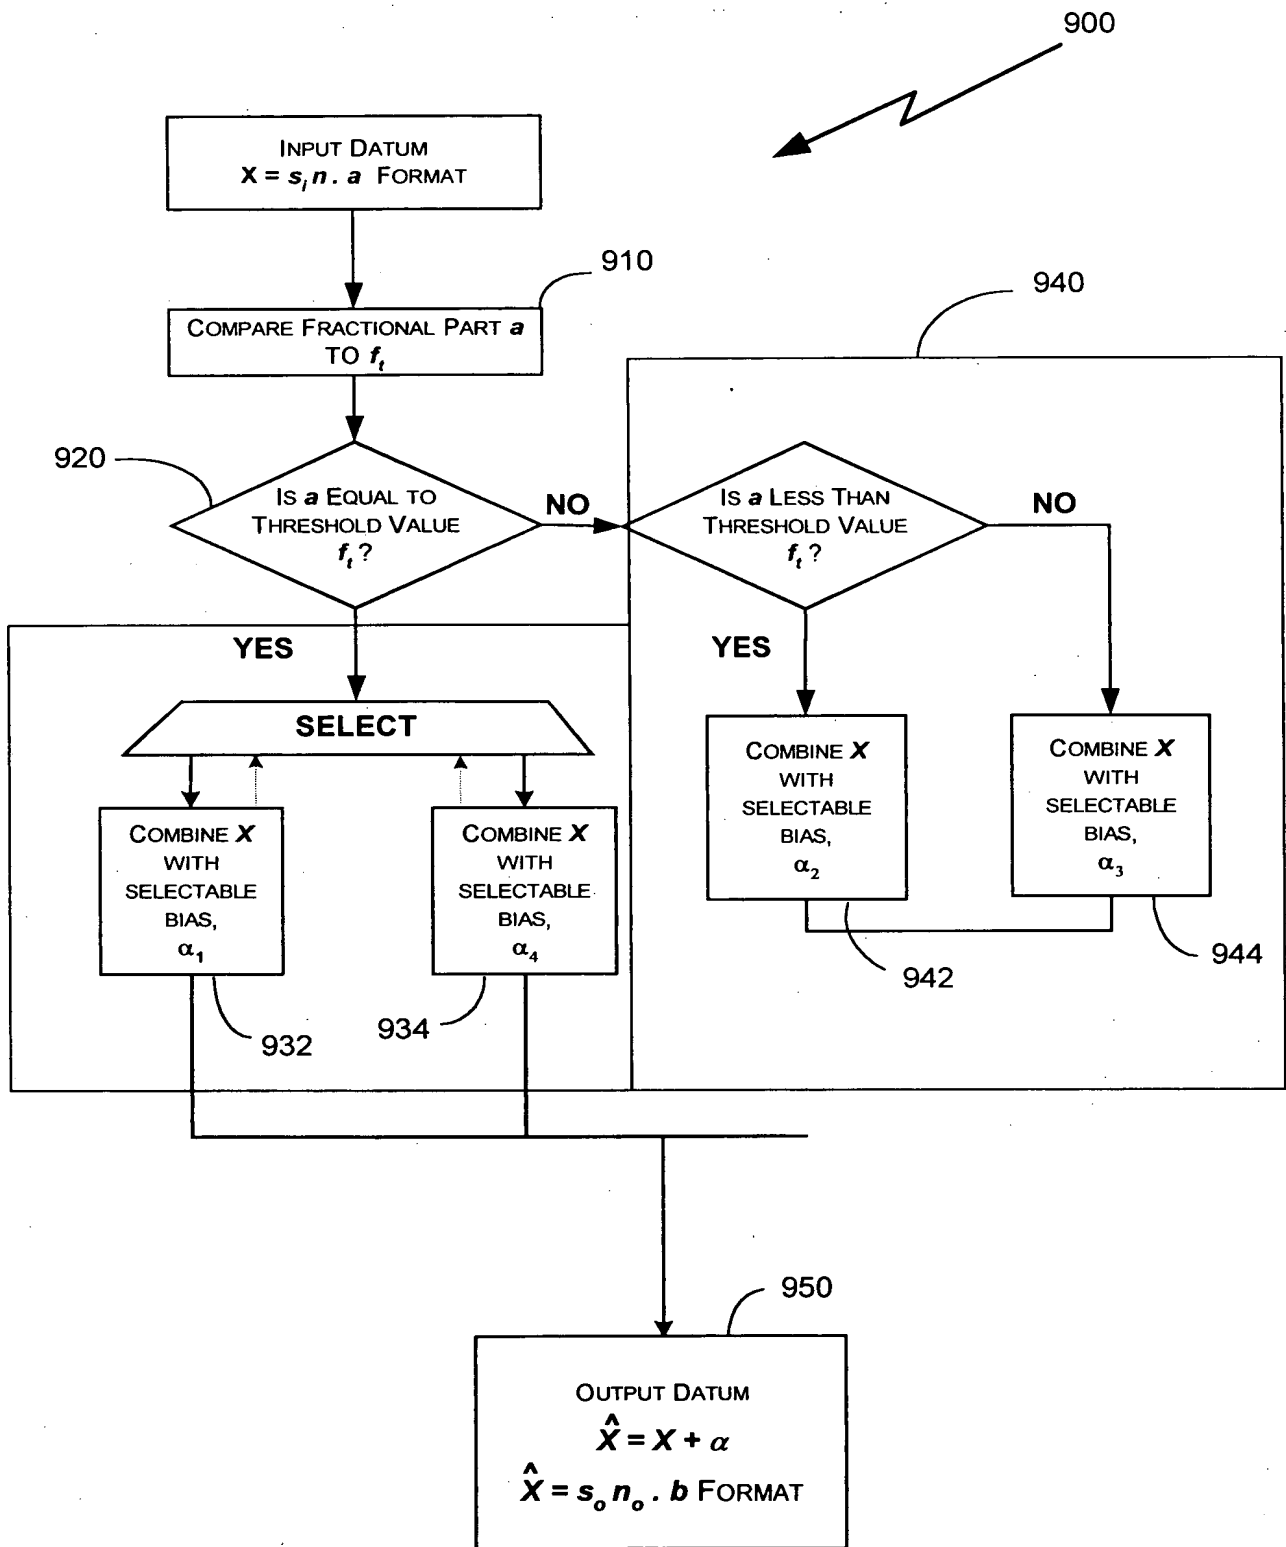 900
INPUT DATUM
X = s_i n . a FORMAT
910
COMPARE FRACTIONAL PART a
TO f_t
940
920
IS a EQUAL TO
THRESHOLD VALUE
f_t ?
NO
IS a LESS THAN
THRESHOLD VALUE
f_t ?
NO
YES
YES
SELECT
COMBINE X
WITH
SELECTABLE
BIAS,
α_1
COMBINE X
WITH
SELECTABLE
BIAS,
α_4
COMBINE X
WITH
SELECTABLE
BIAS,
α_2
COMBINE X
WITH
SELECTABLE
BIAS,
α_3
932
934
942
944
950
OUTPUT DATUM
X̂ = X + α
X̂ = s_o n_o . b FORMAT